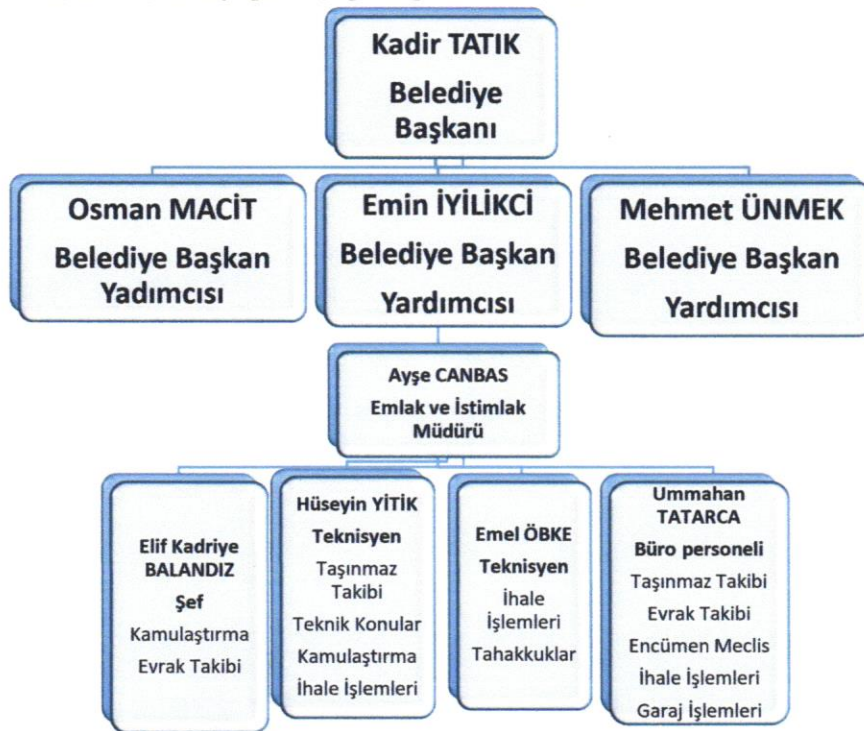 Kadir TATIK
Belediye
Başkanı
Osman MACİT
Belediye Başkan
Yadımcısı
Emin İYİLİKCİ
Belediye Başkan
Yardımcısı
Mehmet ÜNMEK
Belediye Başkan
Yardımcısı
Ayşe CANBAS
Emlak ve İstimlak
Müdürü
Elif Kadriye
BALANDIZ
Şef
Kamulaştırma
Evrak Takibi
Hüseyin YİTİK
Teknisyen
Taşınmaz
Takibi
Teknik Konular
Kamulaştırma
İhale İşlemleri
Emel ÖBKE
Teknisyen
İhale
İşlemleri
Tahakkuklar
Ummahan
TATARCA
Büro personeli
Taşınmaz Takibi
Evrak Takibi
Encümen Meclis
İhale İşlemleri
Garaj İşlemleri